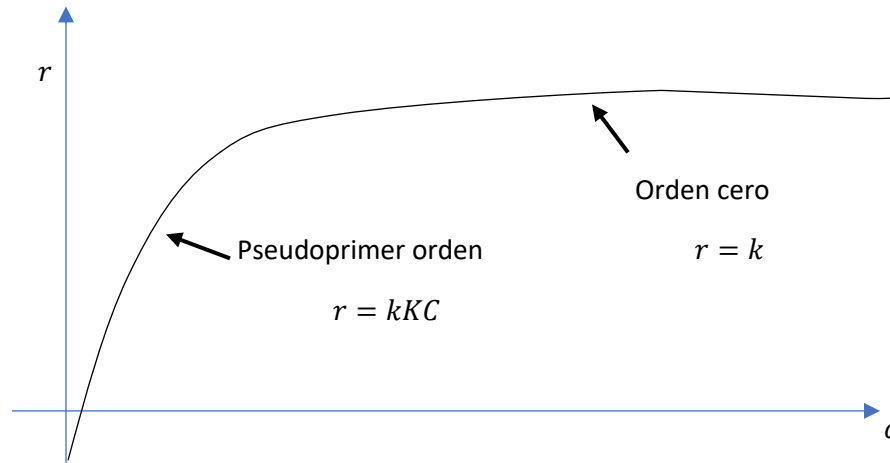 r
Orden cero
Pseudoprimer orden
r = k
r = kKC